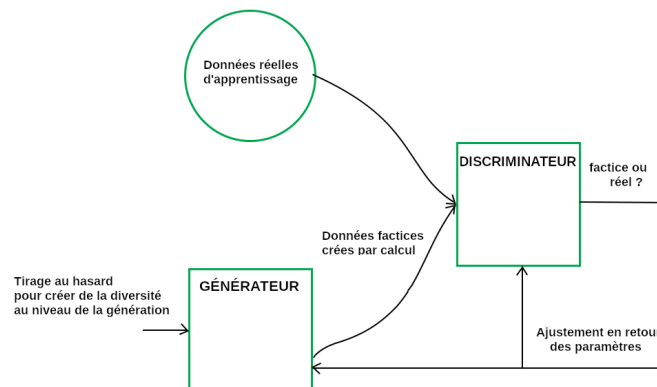 Données réelles
d'apprentissage
DISCRIMINATEUR
factice ou
réel ?
Données factices
crées par calcul
Tirage au hasard
pour créer de la diversité
au niveau de la génération
GÉNÉRATEUR
Ajustement en retour
des paramètres